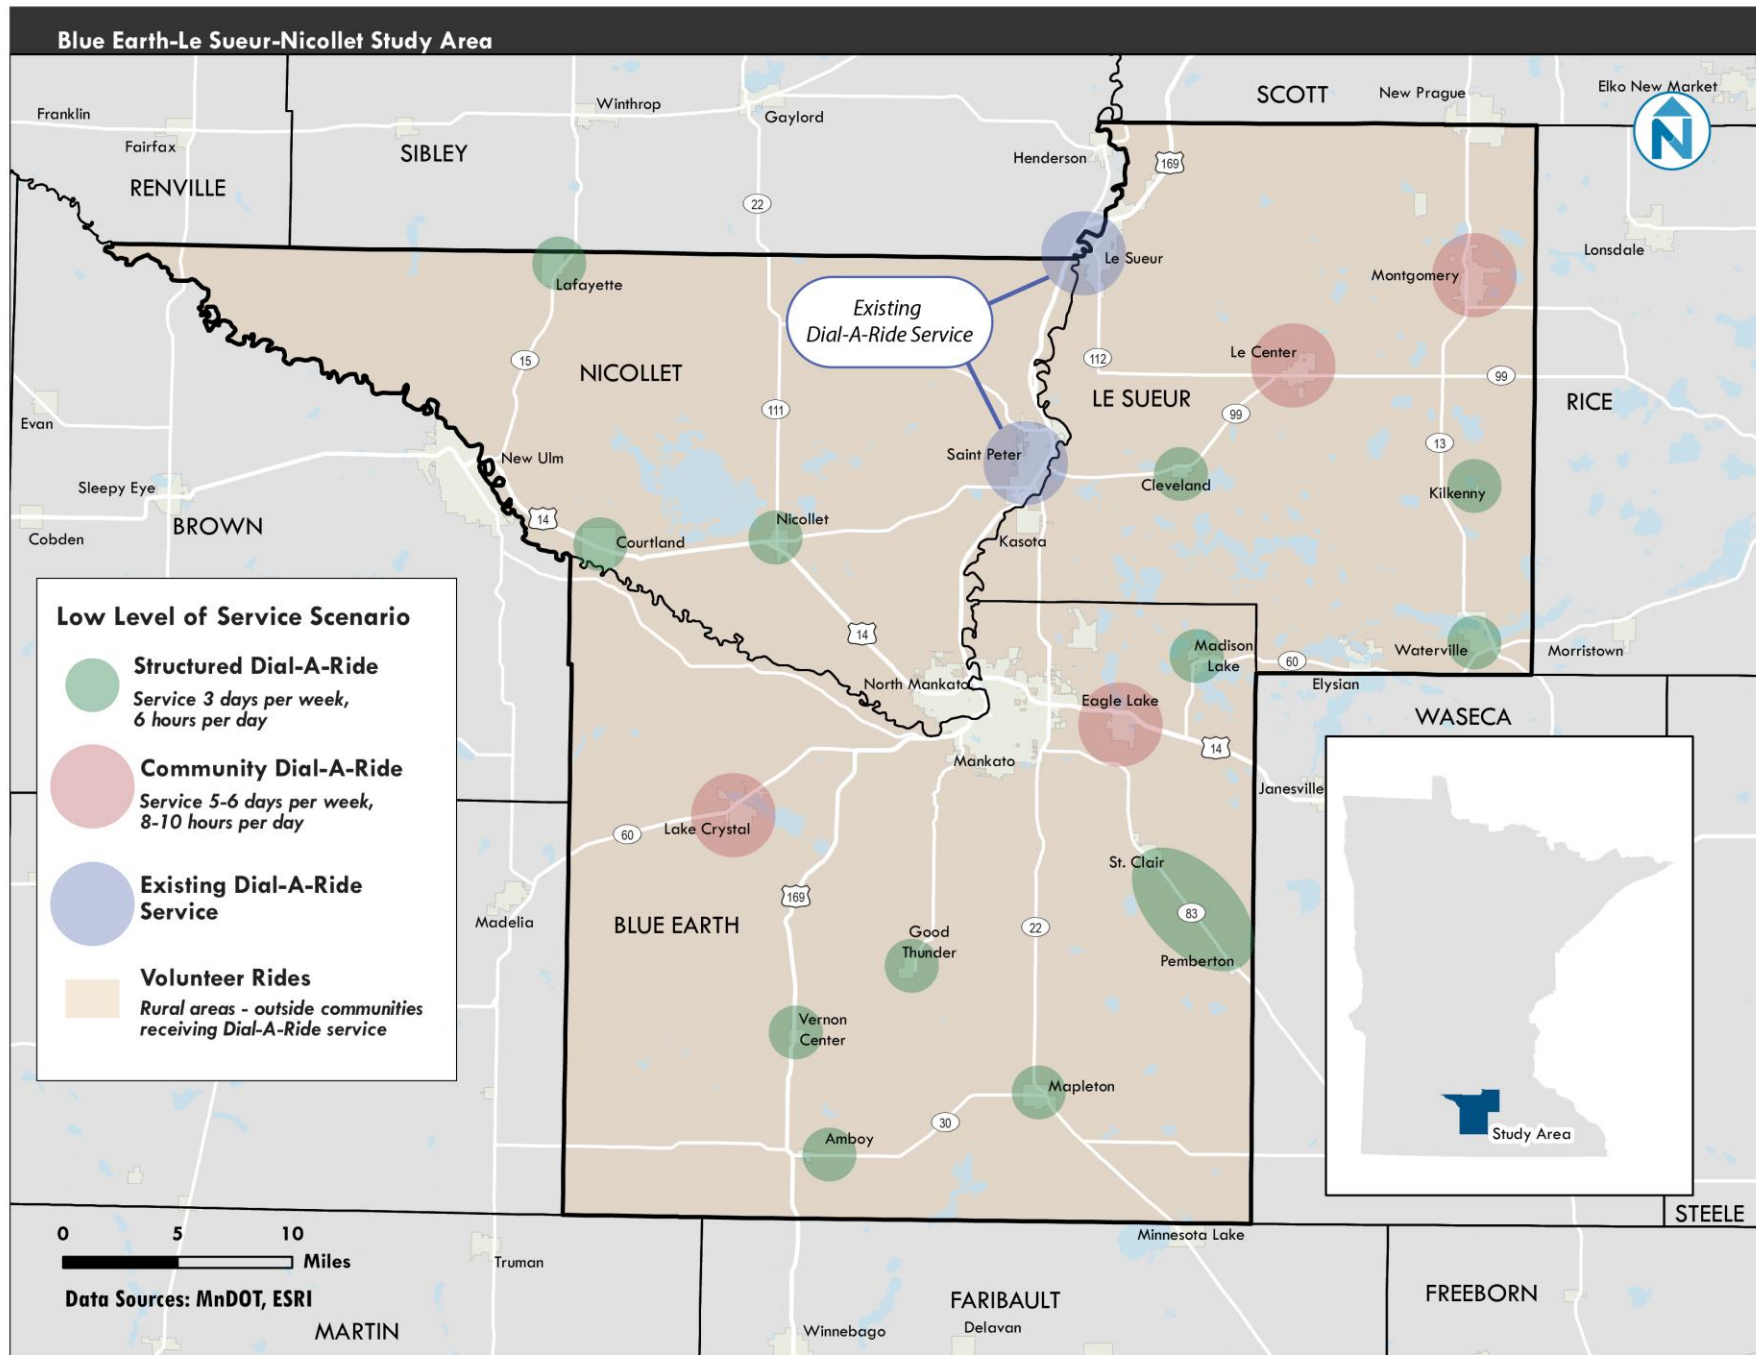 Blue Earth-Le Sueur-Nicollet Study Area
SCOTT
New Prague
Elko New Market
N
Franklin
Winthrop
Gaylord
Fairfax
SIBLEY
Henderson
169
RENVILLE
22
Lonsdale
Le Sueur
Montgomery
Lafayette
Existing
Dial-A-Ride Service
15
NICOLLET
112
Le Center
99
LE SUEUR
RICE
111
99
Evan
13
New Ulm
Saint Peter
Cleveland
Kilkenny
Sleepy Eye
BROWN
14
Nicollet
Cobden
Courtland
Kasota
14
Madison
Lake
60
Waterville
Morristown
Elysian
North Mankato
Eagle Lake
WASECA
14
Mankato
Janesville
Lake Crystal
60
St. Clair
169
83
Madelia
BLUE EARTH
22
Good
Thunder
Pemberton
Vernon
Center
Mapleton
30
Amboy
Minnesota Lake
STEELE
Truman
FARIBAULT
Delavan
FREEBORN
Winnebago
MARTIN
Low Level of Service Scenario
Structured Dial-A-Ride
Service 3 days per week,
6 hours per day
Community Dial-A-Ride
Service 5-6 days per week,
8-10 hours per day
Existing Dial-A-Ride
Service
Volunteer Rides
Rural areas - outside communities
receiving Dial-A-Ride service
Study Area
0 5 10
Miles
Data Sources: MnDOT, ESRI